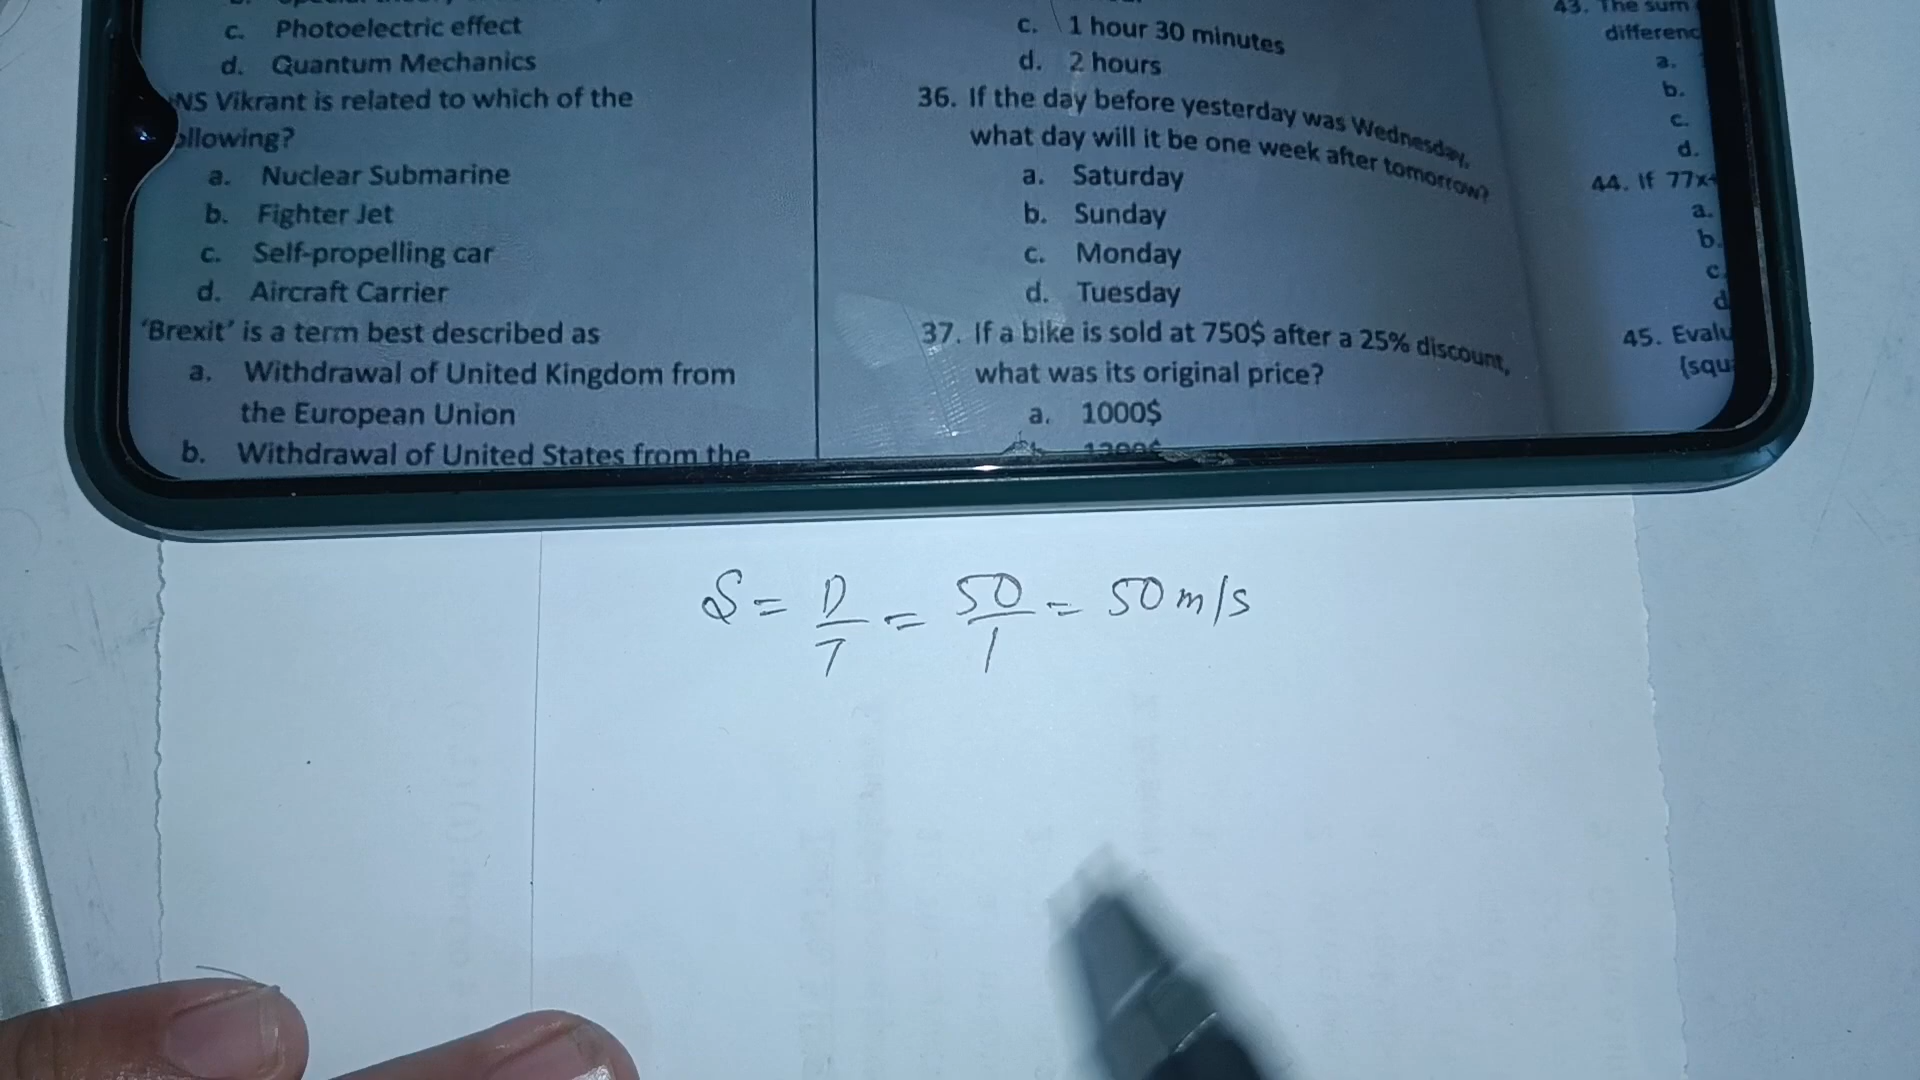 c. Photoelectric effect
d. Quantum Mechanics
NS Vikrant is related to which of the
ollowing?
a. Nuclear Submarine
b. Fighter Jet
c. Self-propelling car
d. Aircraft Carrier
'Brexit' is a term best described as
a. Withdrawal of United Kingdom from
the European Union
b. Withdrawal of United States from the
c. 1 hour 30 minutes
d. 2 hours
36. If the day before yesterday was Wednesday,
what day will it be one week after tomorrow?
a. Saturday
b. Sunday
c. Monday
d. Tuesday
37. If a bike is sold at 750$ after a 25% discount,
what was its original price?
a. 1000$
43. The sum
differenc
a.
b.
c.
d.
44. If 77x+
a.
b.
c.
d
45. Evalu
(squa
S = D/T = 50/1 = 50 m/s